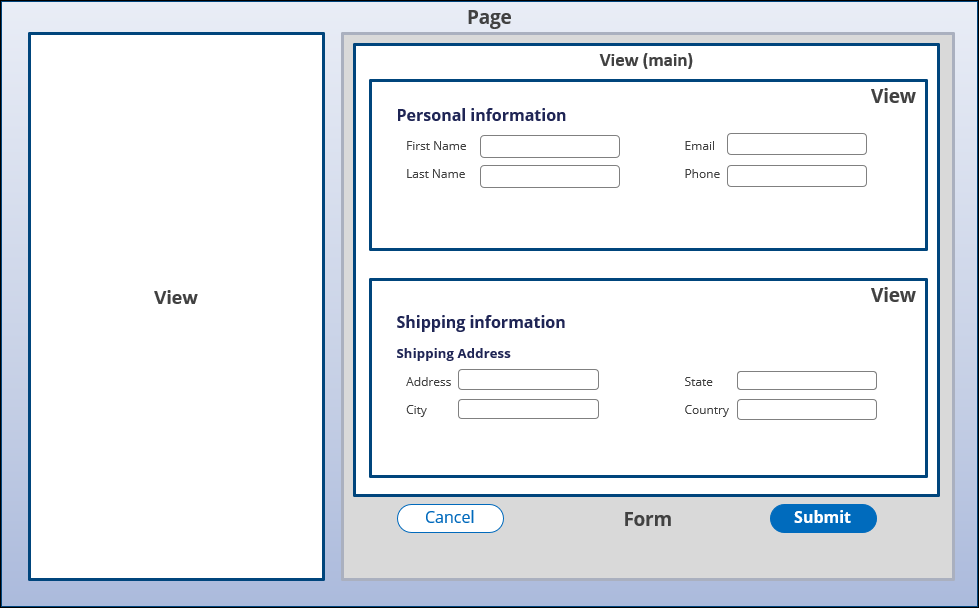 Page
View
View (main)
View
Personal information
First Name
Email
Last Name
Phone
View
Shipping information
Shipping Address
Address
State
City
Country
Cancel
Form
Submit